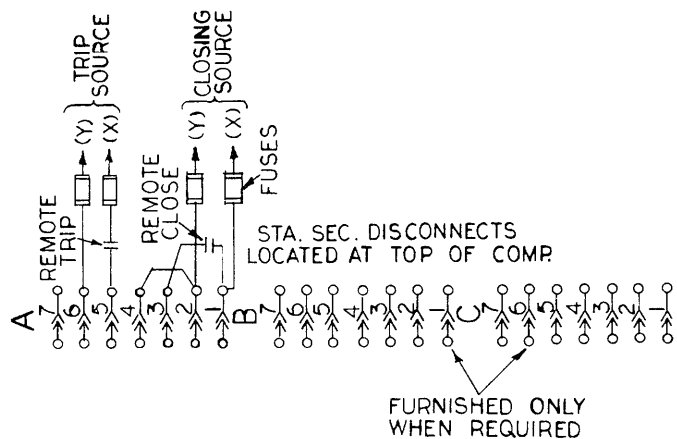 TRIP
SOURCE
CLOSING
SOURCE
(Y)
(X)
(Y)
(X)
FUSES
REMOTE
TRIP
REMOTE
CLOSE
STA. SEC. DISCONNECTS
LOCATED AT TOP OF COMP.
A
7
6
5
4
3
2
1
B
7
6
5
4
3
2
1
C
7
6
5
4
3
2
1
FURNISHED ONLY
WHEN REQUIRED